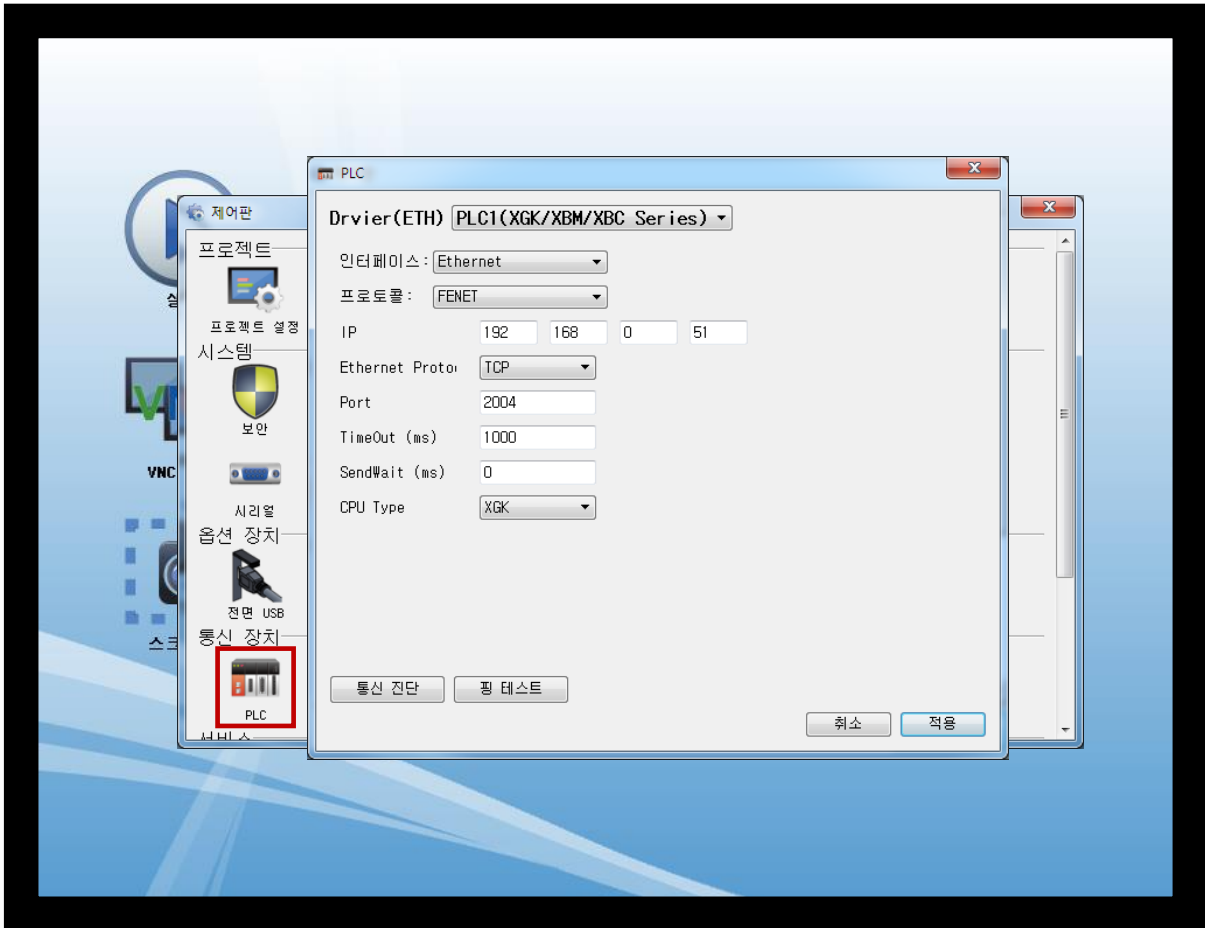 PLC
제어판
Drvier(ETH) PLC1(XGK/XBM/XBC Series)
프로젝트
인터페이스: Ethernet
프로토콜: FENET
프로젝트 설정
IP 192 168 0 51
시스템
Ethernet Proto TCP
Port 2004
보안
TimeOut (ms) 1000
VNC
SendWait (ms) 0
시리얼
CPU Type XGK
옵션 장치
전면 USB
통신 장치
통신 진단 핑 테스트
PLC
취소 적용
서비스